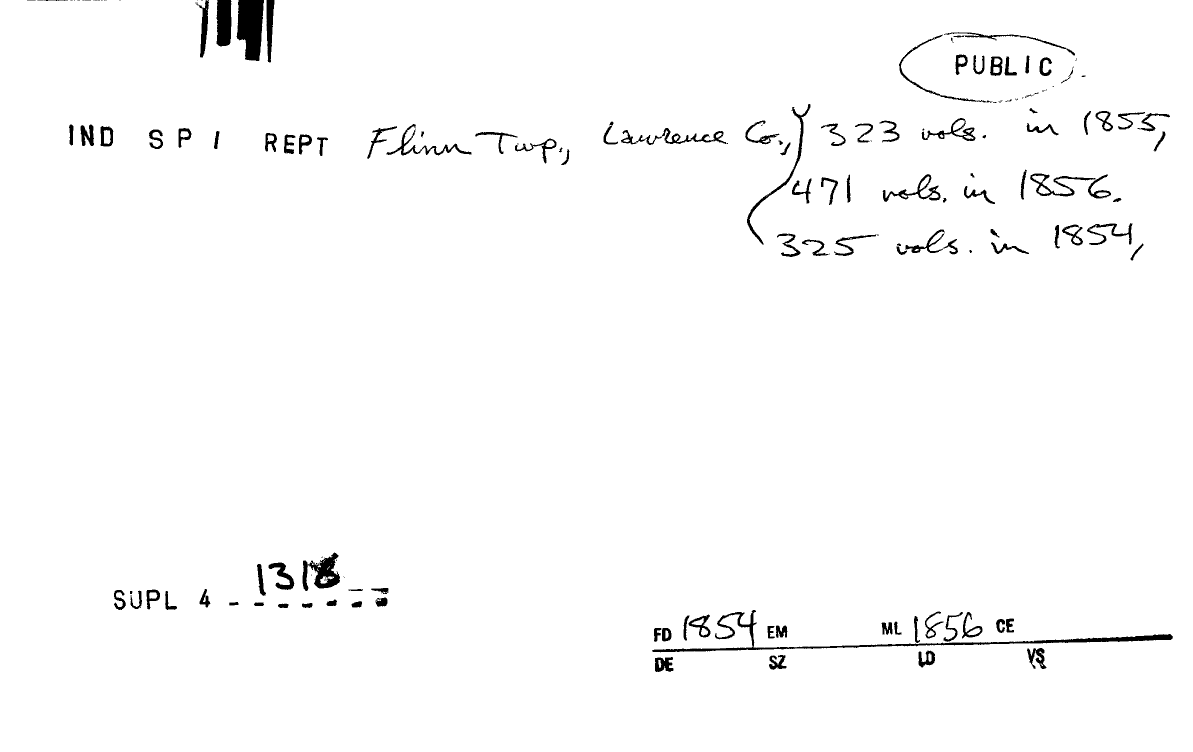 PUBLIC
IND S P I REPT Flinn Twp., Lawrence Co., 323 vols. in 1855,
471 vols. in 1856.
325 vols. in 1854,
SUPL 4 1318
FD 1854 EM ML 1856 CE
DE SZ LD VS